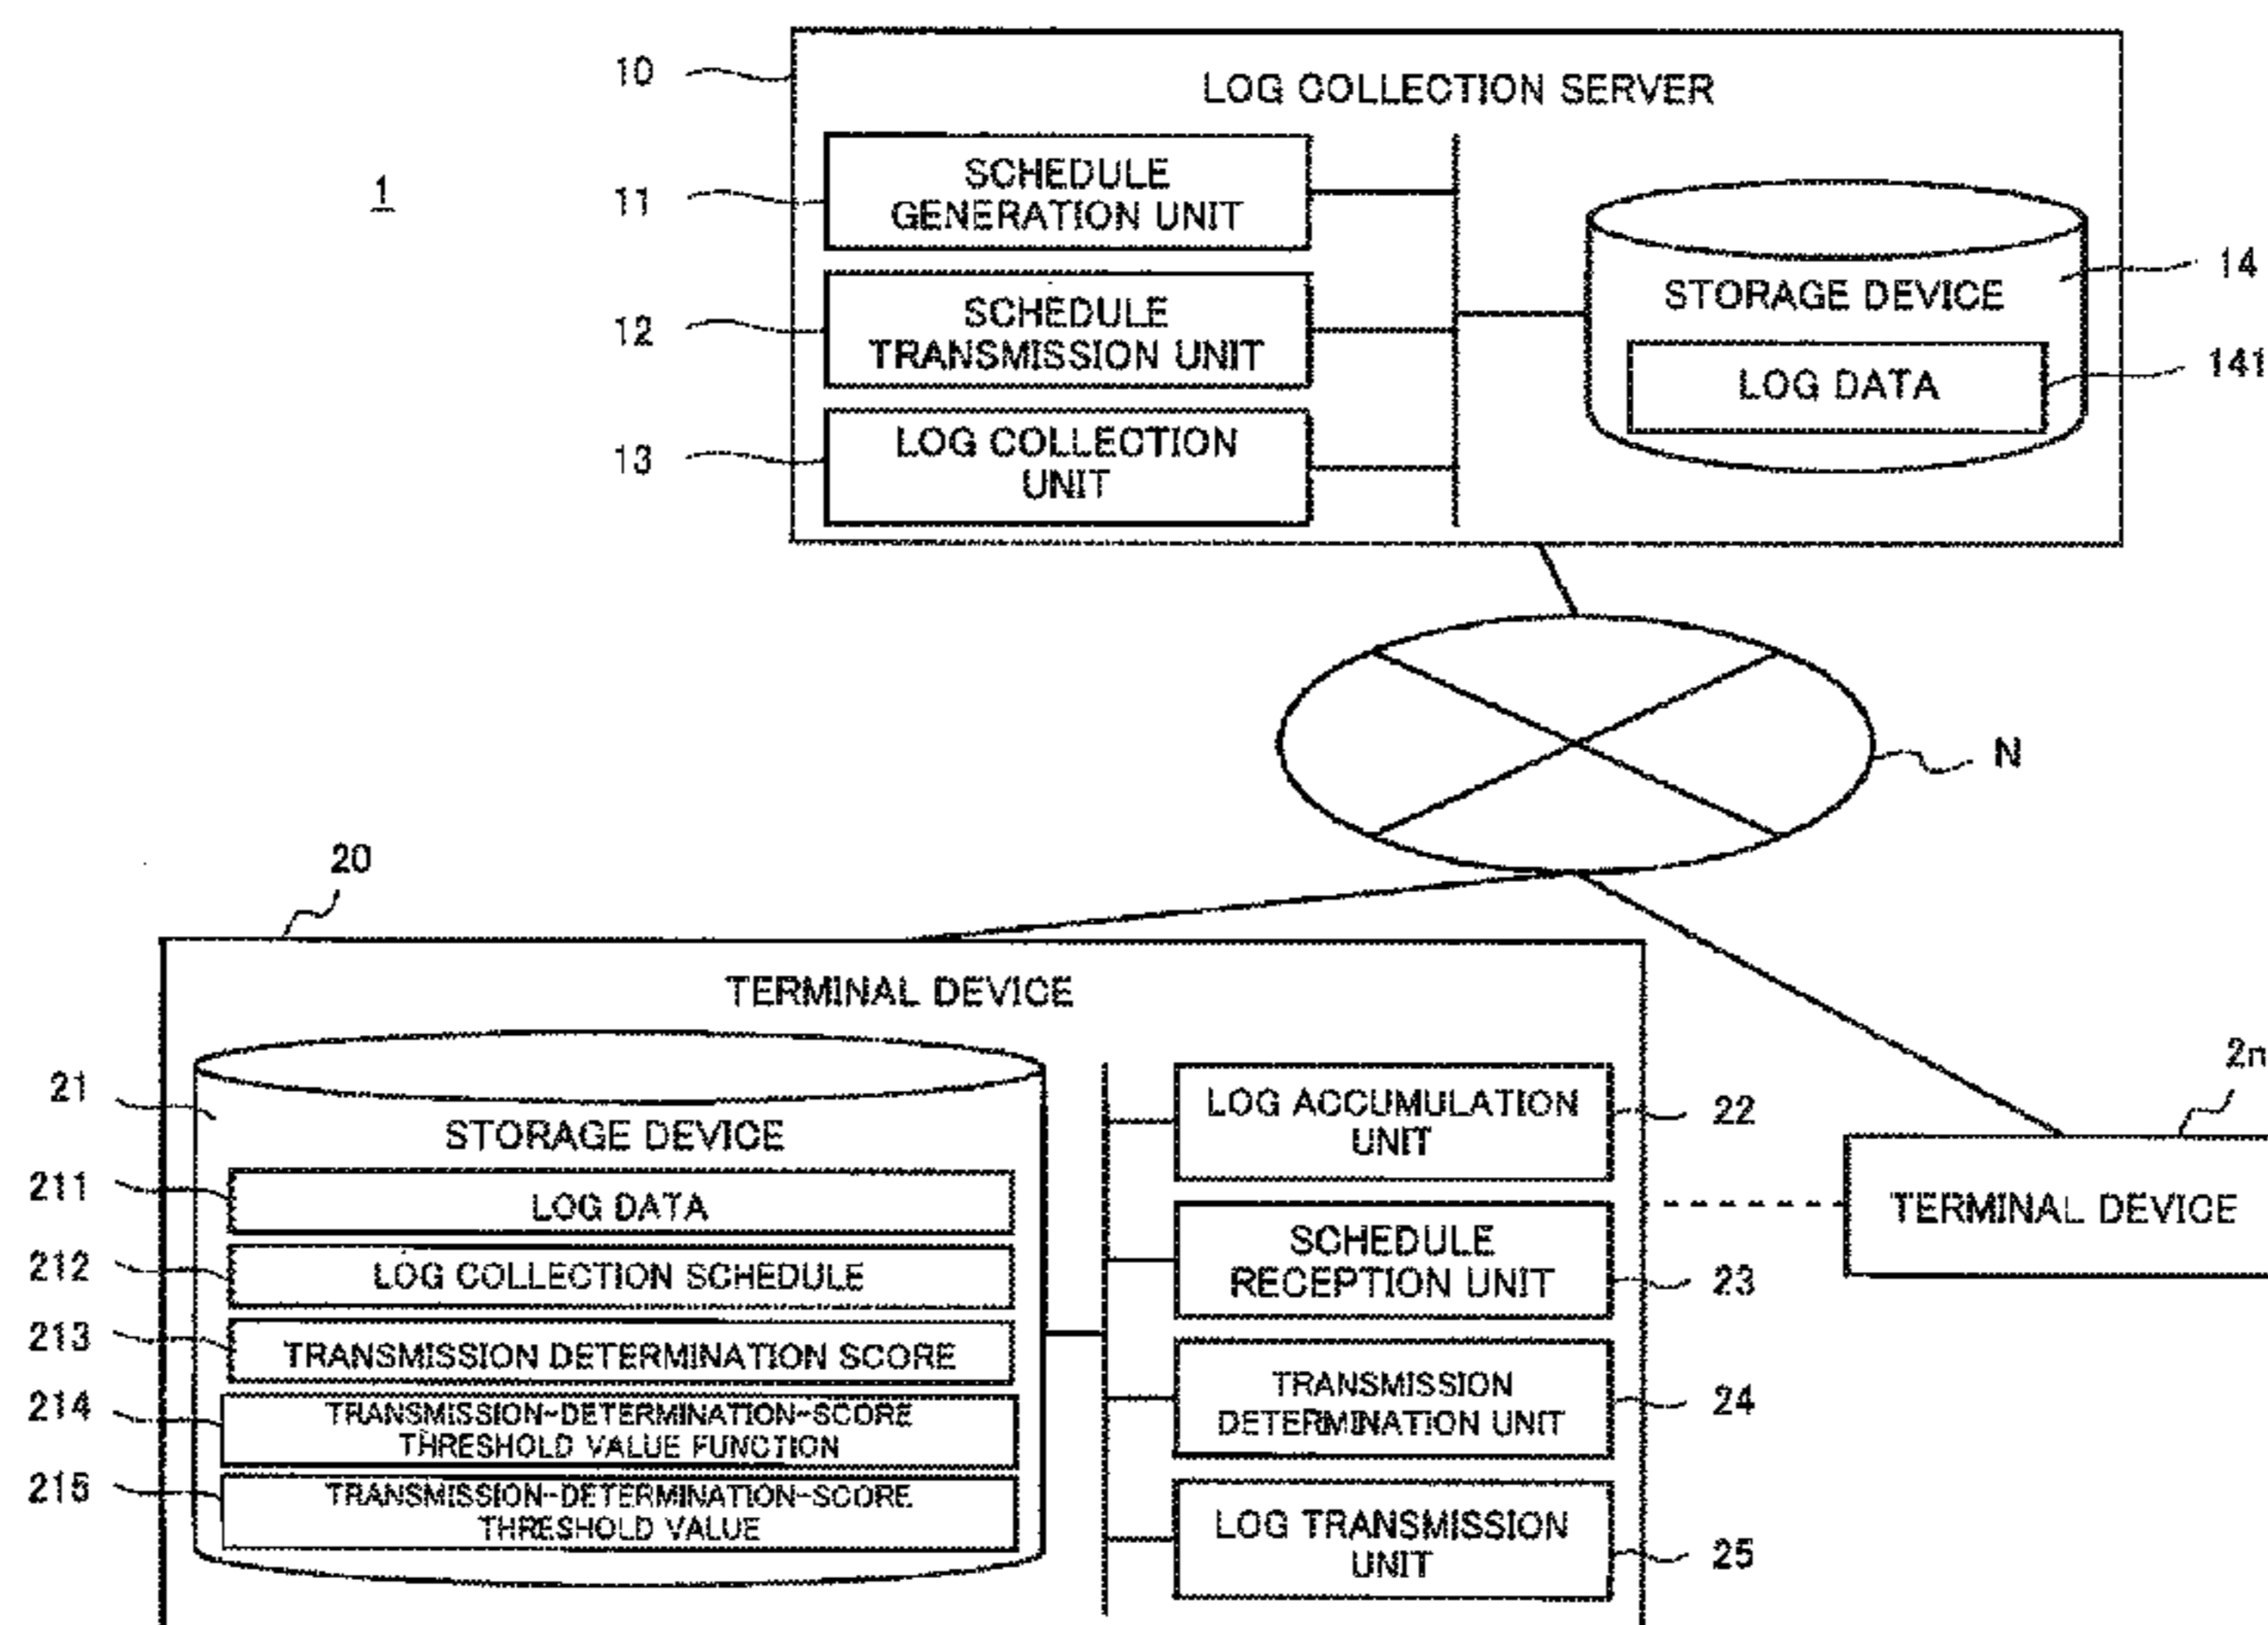 10
LOG COLLECTION SERVER
1
11
SCHEDULE
GENERATION UNIT
12
SCHEDULE
TRANSMISSION UNIT
13
LOG COLLECTION
UNIT
STORAGE DEVICE
14
LOG DATA
141
N
20
TERMINAL DEVICE
21
STORAGE DEVICE
211
LOG DATA
212
LOG COLLECTION SCHEDULE
213
TRANSMISSION DETERMINATION SCORE
214
TRANSMISSION-DETERMINATION-SCORE
THRESHOLD VALUE FUNCTION
215
TRANSMISSION-DETERMINATION-SCORE
THRESHOLD VALUE
LOG ACCUMULATION
UNIT
22
SCHEDULE
RECEPTION UNIT
23
TRANSMISSION
DETERMINATION UNIT
24
LOG TRANSMISSION
UNIT
25
2n
TERMINAL DEVICE